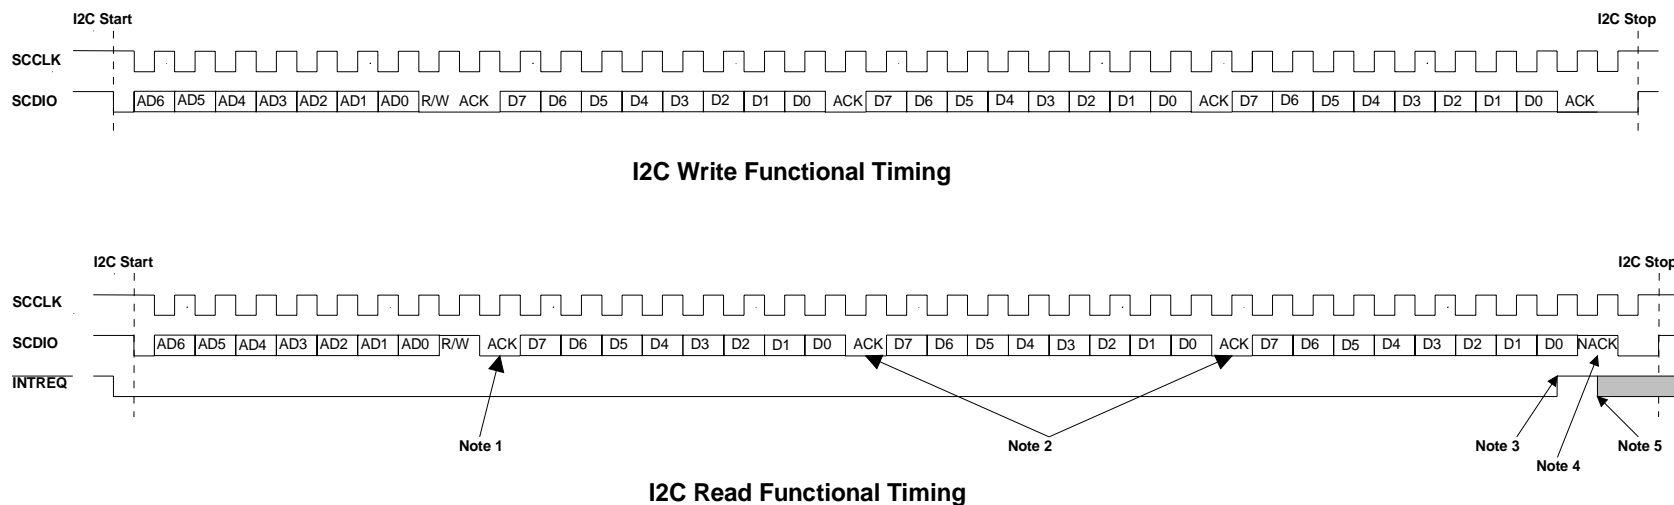 I2C Start I2C Stop
SCCLK
SCDIO AD6 AD5 AD4 AD3 AD2 AD1 AD0 R/W ACK D7 D6 D5 D4 D3 D2 D1 D0 ACK D7 D6 D5 D4 D3 D2 D1 D0 ACK D7 D6 D5 D4 D3 D2 D1 D0 ACK
I2C Write Functional Timing
I2C Start I2C Stop
SCCLK
SCDIO AD6 AD5 AD4 AD3 AD2 AD1 AD0 R/W ACK D7 D6 D5 D4 D3 D2 D1 D0 ACK D7 D6 D5 D4 D3 D2 D1 D0 ACK D7 D6 D5 D4 D3 D2 D1 D0 NACK
INTREQ
Note 1 Note 2 Note 3 Note 5
Note 4
I2C Read Functional Timing